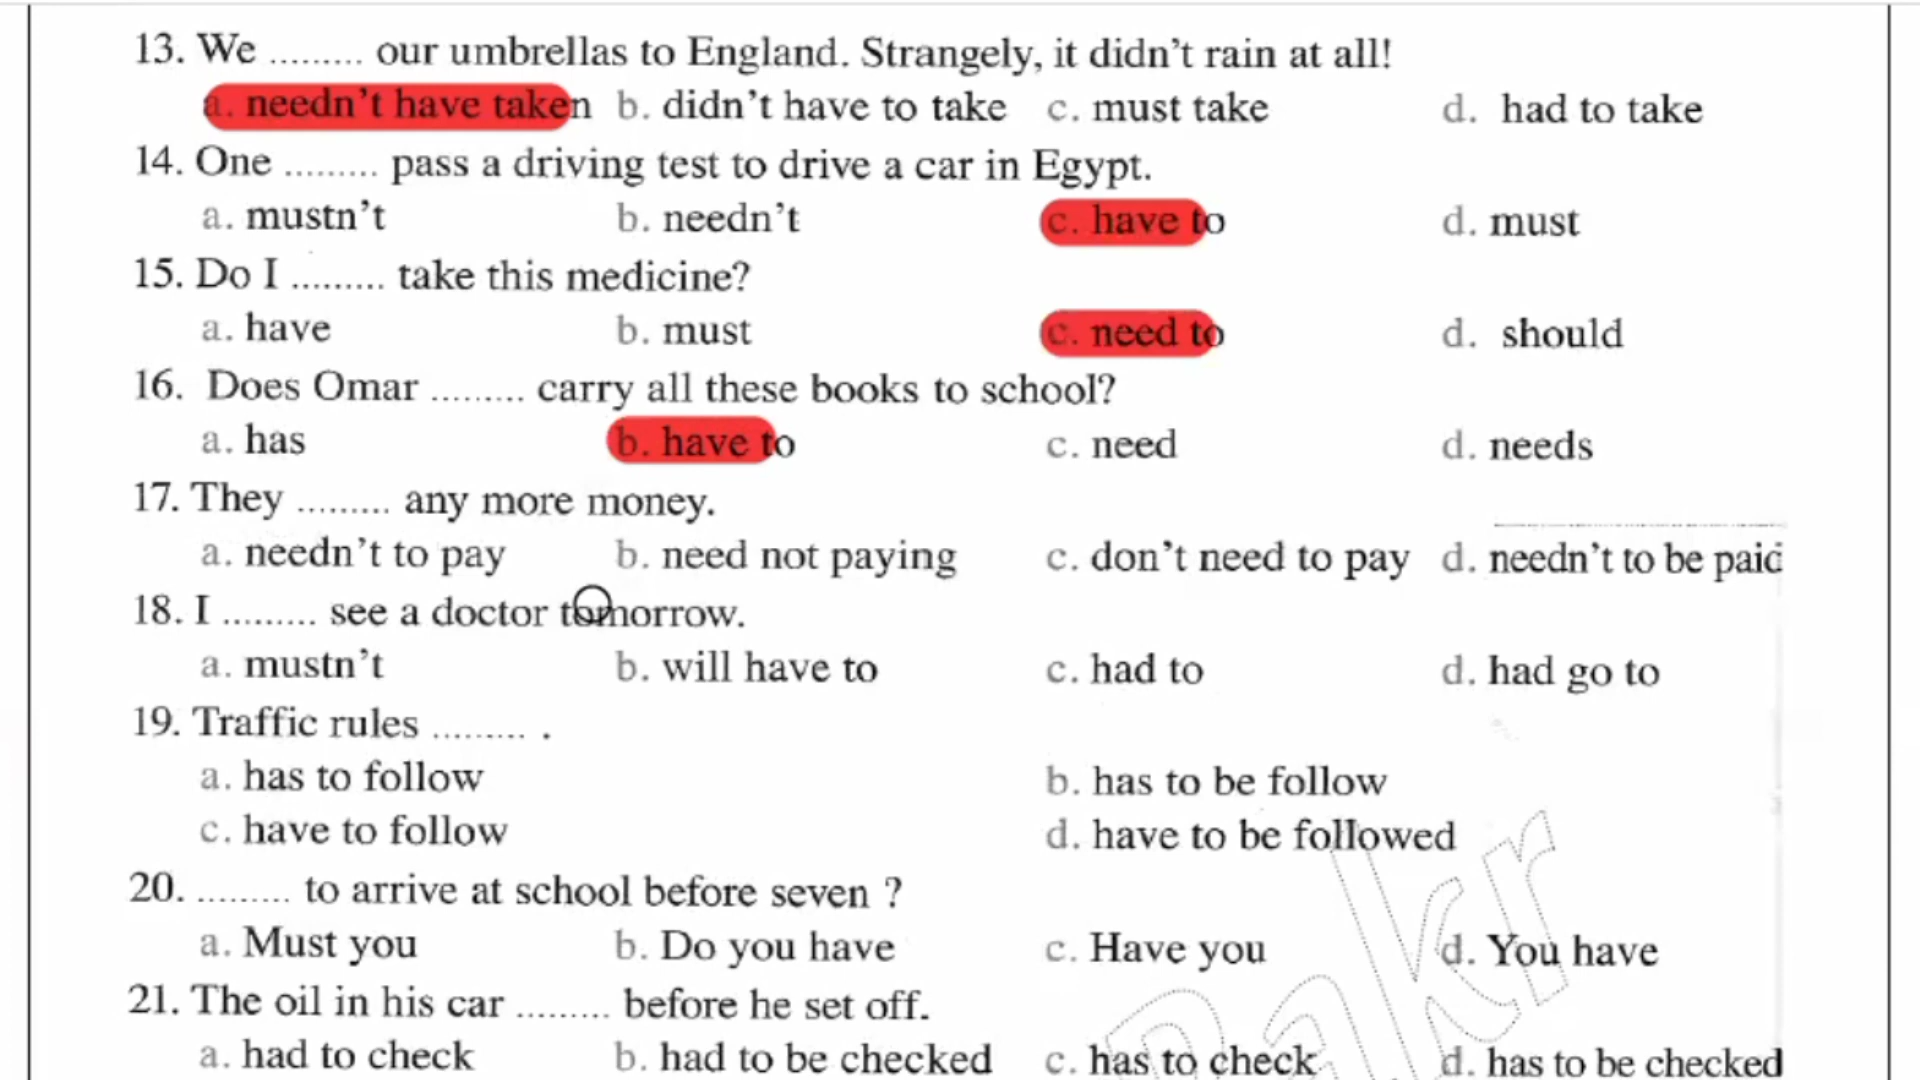 13. We ......... our umbrellas to England. Strangely, it didn't rain at all!
a. needn't have taken b. didn't have to take c. must take d. had to take
14. One ......... pass a driving test to drive a car in Egypt.
a. mustn't b. needn't c. have to d. must
15. Do I ......... take this medicine?
a. have b. must c. need to d. should
16. Does Omar ......... carry all these books to school?
a. has b. have to c. need d. needs
17. They ......... any more money.
a. needn't to pay b. need not paying c. don't need to pay d. needn't to be paid
18. I ......... see a doctor tomorrow.
a. mustn't b. will have to c. had to d. had go to
19. Traffic rules ......... .
a. has to follow b. has to be follow
c. have to follow d. have to be followed
20. ......... to arrive at school before seven ?
a. Must you b. Do you have c. Have you d. You have
21. The oil in his car ......... before he set off.
a. had to check b. had to be checked c. has to check d. has to be checked
Bakr